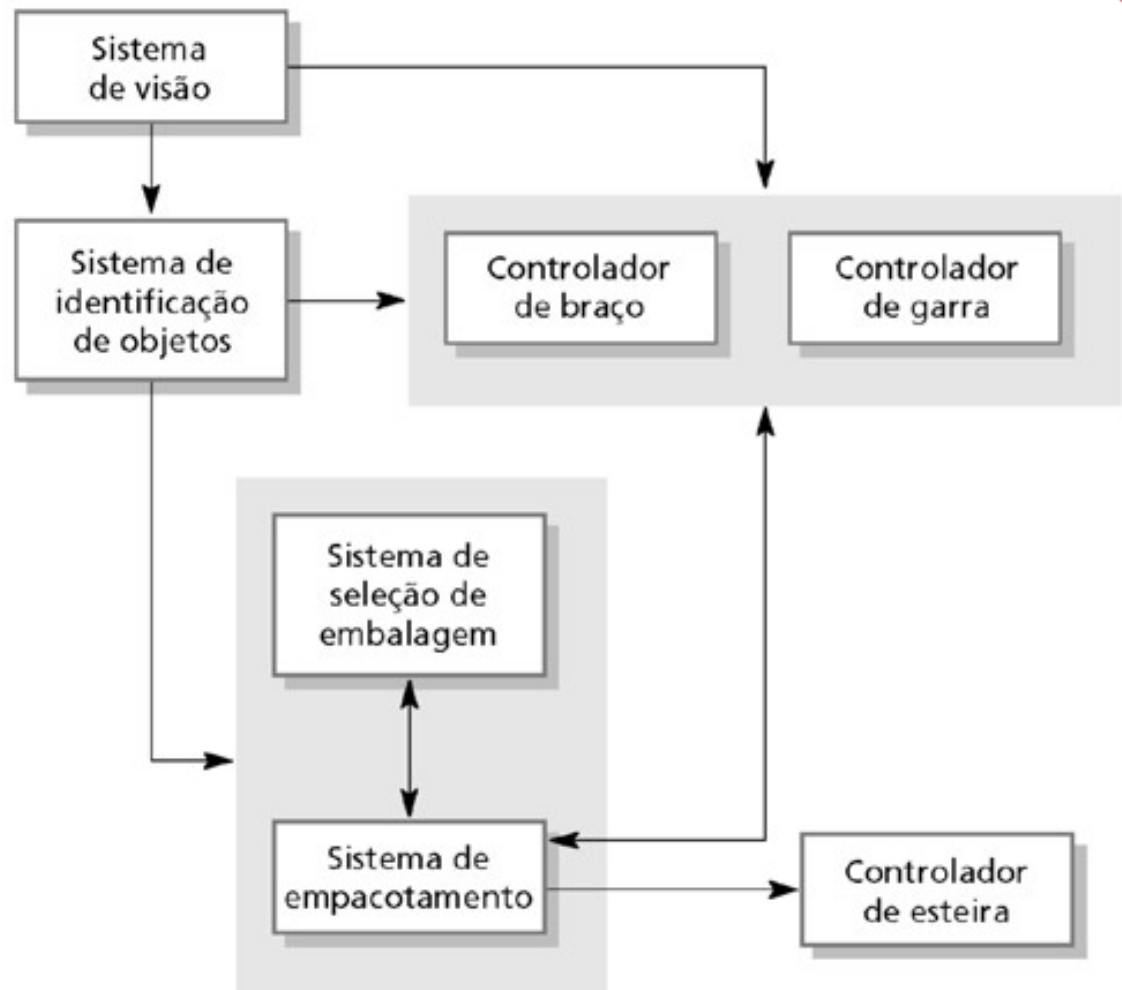 Sistema
de visão
Sistema de
identificação
de objetos
Controlador
de braço
Controlador
de garra
Sistema de
seleção de
embalagem
Sistema de
empacotamento
Controlador
de esteira